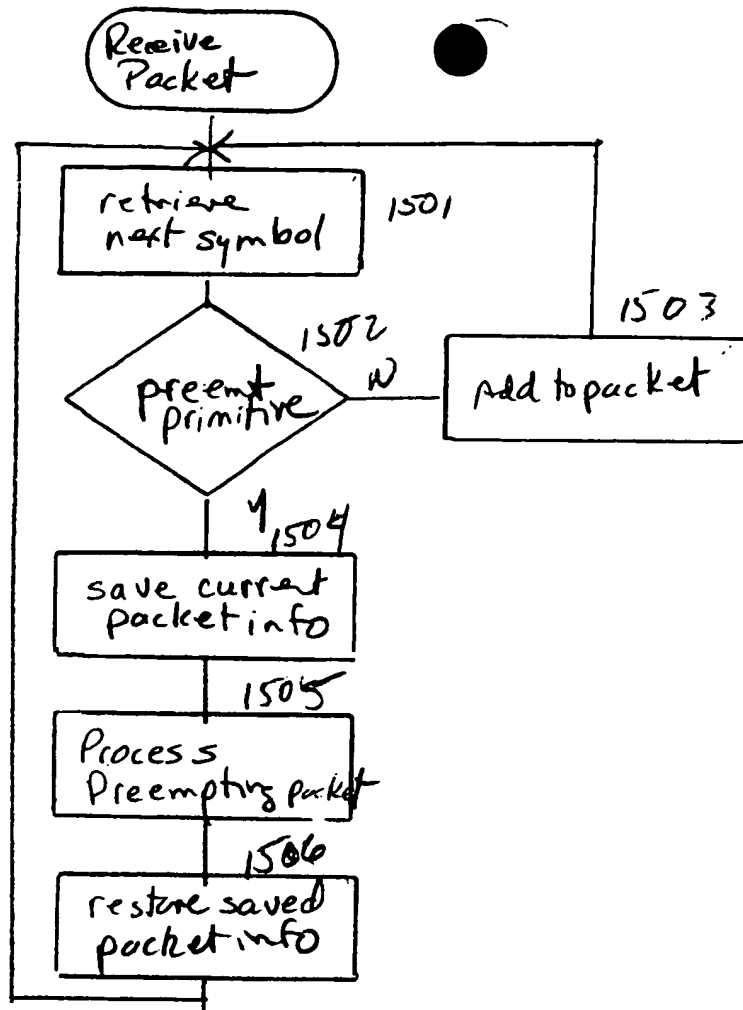 Receive
Packet
retrieve
next symbol
1501
1502
preempt
primitive
N
1503
Add to packet
Y
1504
save current
packet info
1505
Process
Preempting packet
1506
restore saved
packet info